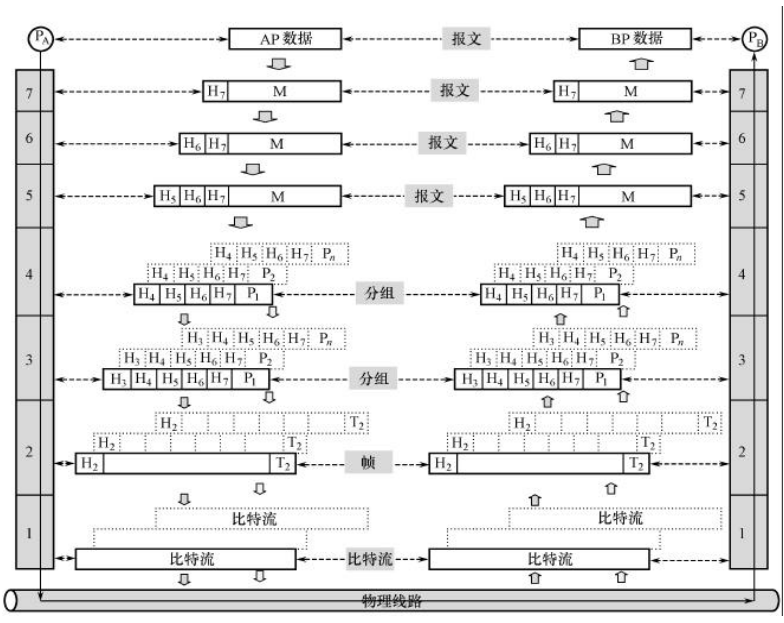 P_A AP 数据 报文 BP 数据 P_B
7 H_7 M 报文 H_7 M 7
6 H_6 H_7 M 报文 H_6 H_7 M 6
5 H_5 H_6 H_7 M 报文 H_5 H_6 H_7 M 5
H_4 H_5 H_6 H_7 P_n H_4 H_5 H_6 H_7 P_n
4 H_4 H_5 H_6 H_7 P_2 H_4 H_5 H_6 H_7 P_2 4
H_4 H_5 H_6 H_7 P_1 分组 H_4 H_5 H_6 H_7 P_1
H_3 H_4 H_5 H_6 H_7 P_n H_3 H_4 H_5 H_6 H_7 P_n
3 H_3 H_4 H_5 H_6 H_7 P_2 H_3 H_4 H_5 H_6 H_7 P_2 3
H_3 H_4 H_5 H_6 H_7 P_1 分组 H_3 H_4 H_5 H_6 H_7 P_1
H_2 T_2 H_2 T_2
2 H_2 T_2 H_2 T_2 2
H_2 T_2 帧 H_2 T_2
比特流 比特流
1 1
比特流 比特流 比特流
物理线路